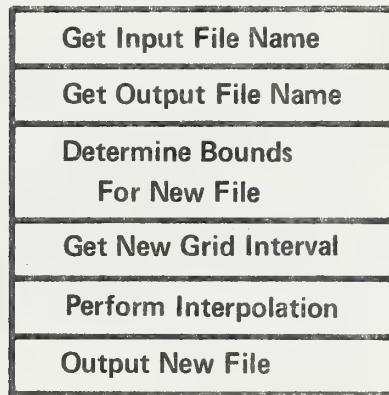 Get Input File Name
Get Output File Name
Determine Bounds
For New File
Get New Grid Interval
Perform Interpolation
Output New File